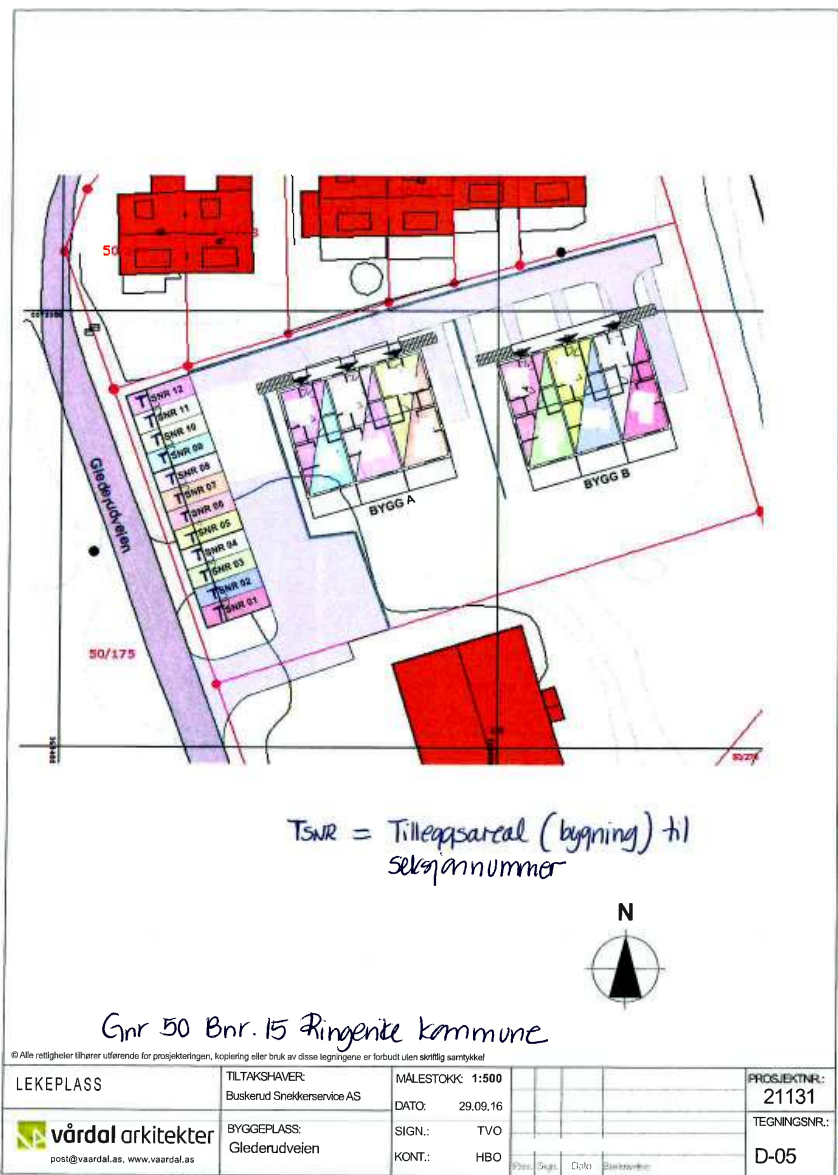 50
TSNR 12
TSNR 11
TSNR 10
TSNR 09
TSNR 08
TSNR 07
TSNR 06
TSNR 05
TSNR 04
TSNR 03
TSNR 02
TSNR 01
BYGG A
BYGG B
Glederudveien
50/175
TSNR = Tilleggsareal (bygning) til
seksjonnummer
N
Gnr 50 Bnr. 15 Ringerike kommune
© Alle rettigheter tilhører utførende for prosjekteringen, kopiering eller bruk av disse tegningene er forbudt uten skriftlig samtykke!
LEKEPLASS
TILTAKSHAVER:
Buskerud Snekkerservice AS
MÅLESTOKK: 1:500
DATO: 29.09.16
PROSJEKTNR.:
21131
vårdal arkitekter
post@vaardal.as, www.vaardal.as
BYGGEPLASS:
Glederudveien
SIGN.: TVO
KONT.: HBO
Sign.
Dato
TEGNINGSNR.:
D-05